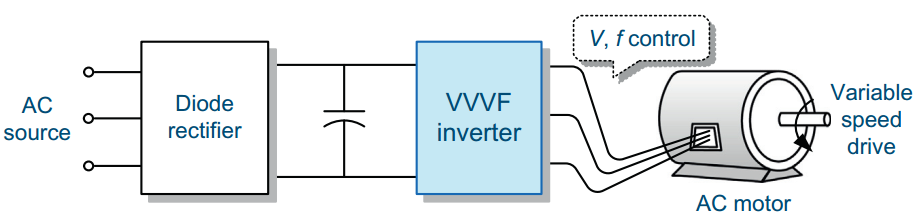 AC
source
Diode
rectifier
VVVF
inverter
V, f control
Variable
speed
drive
AC motor